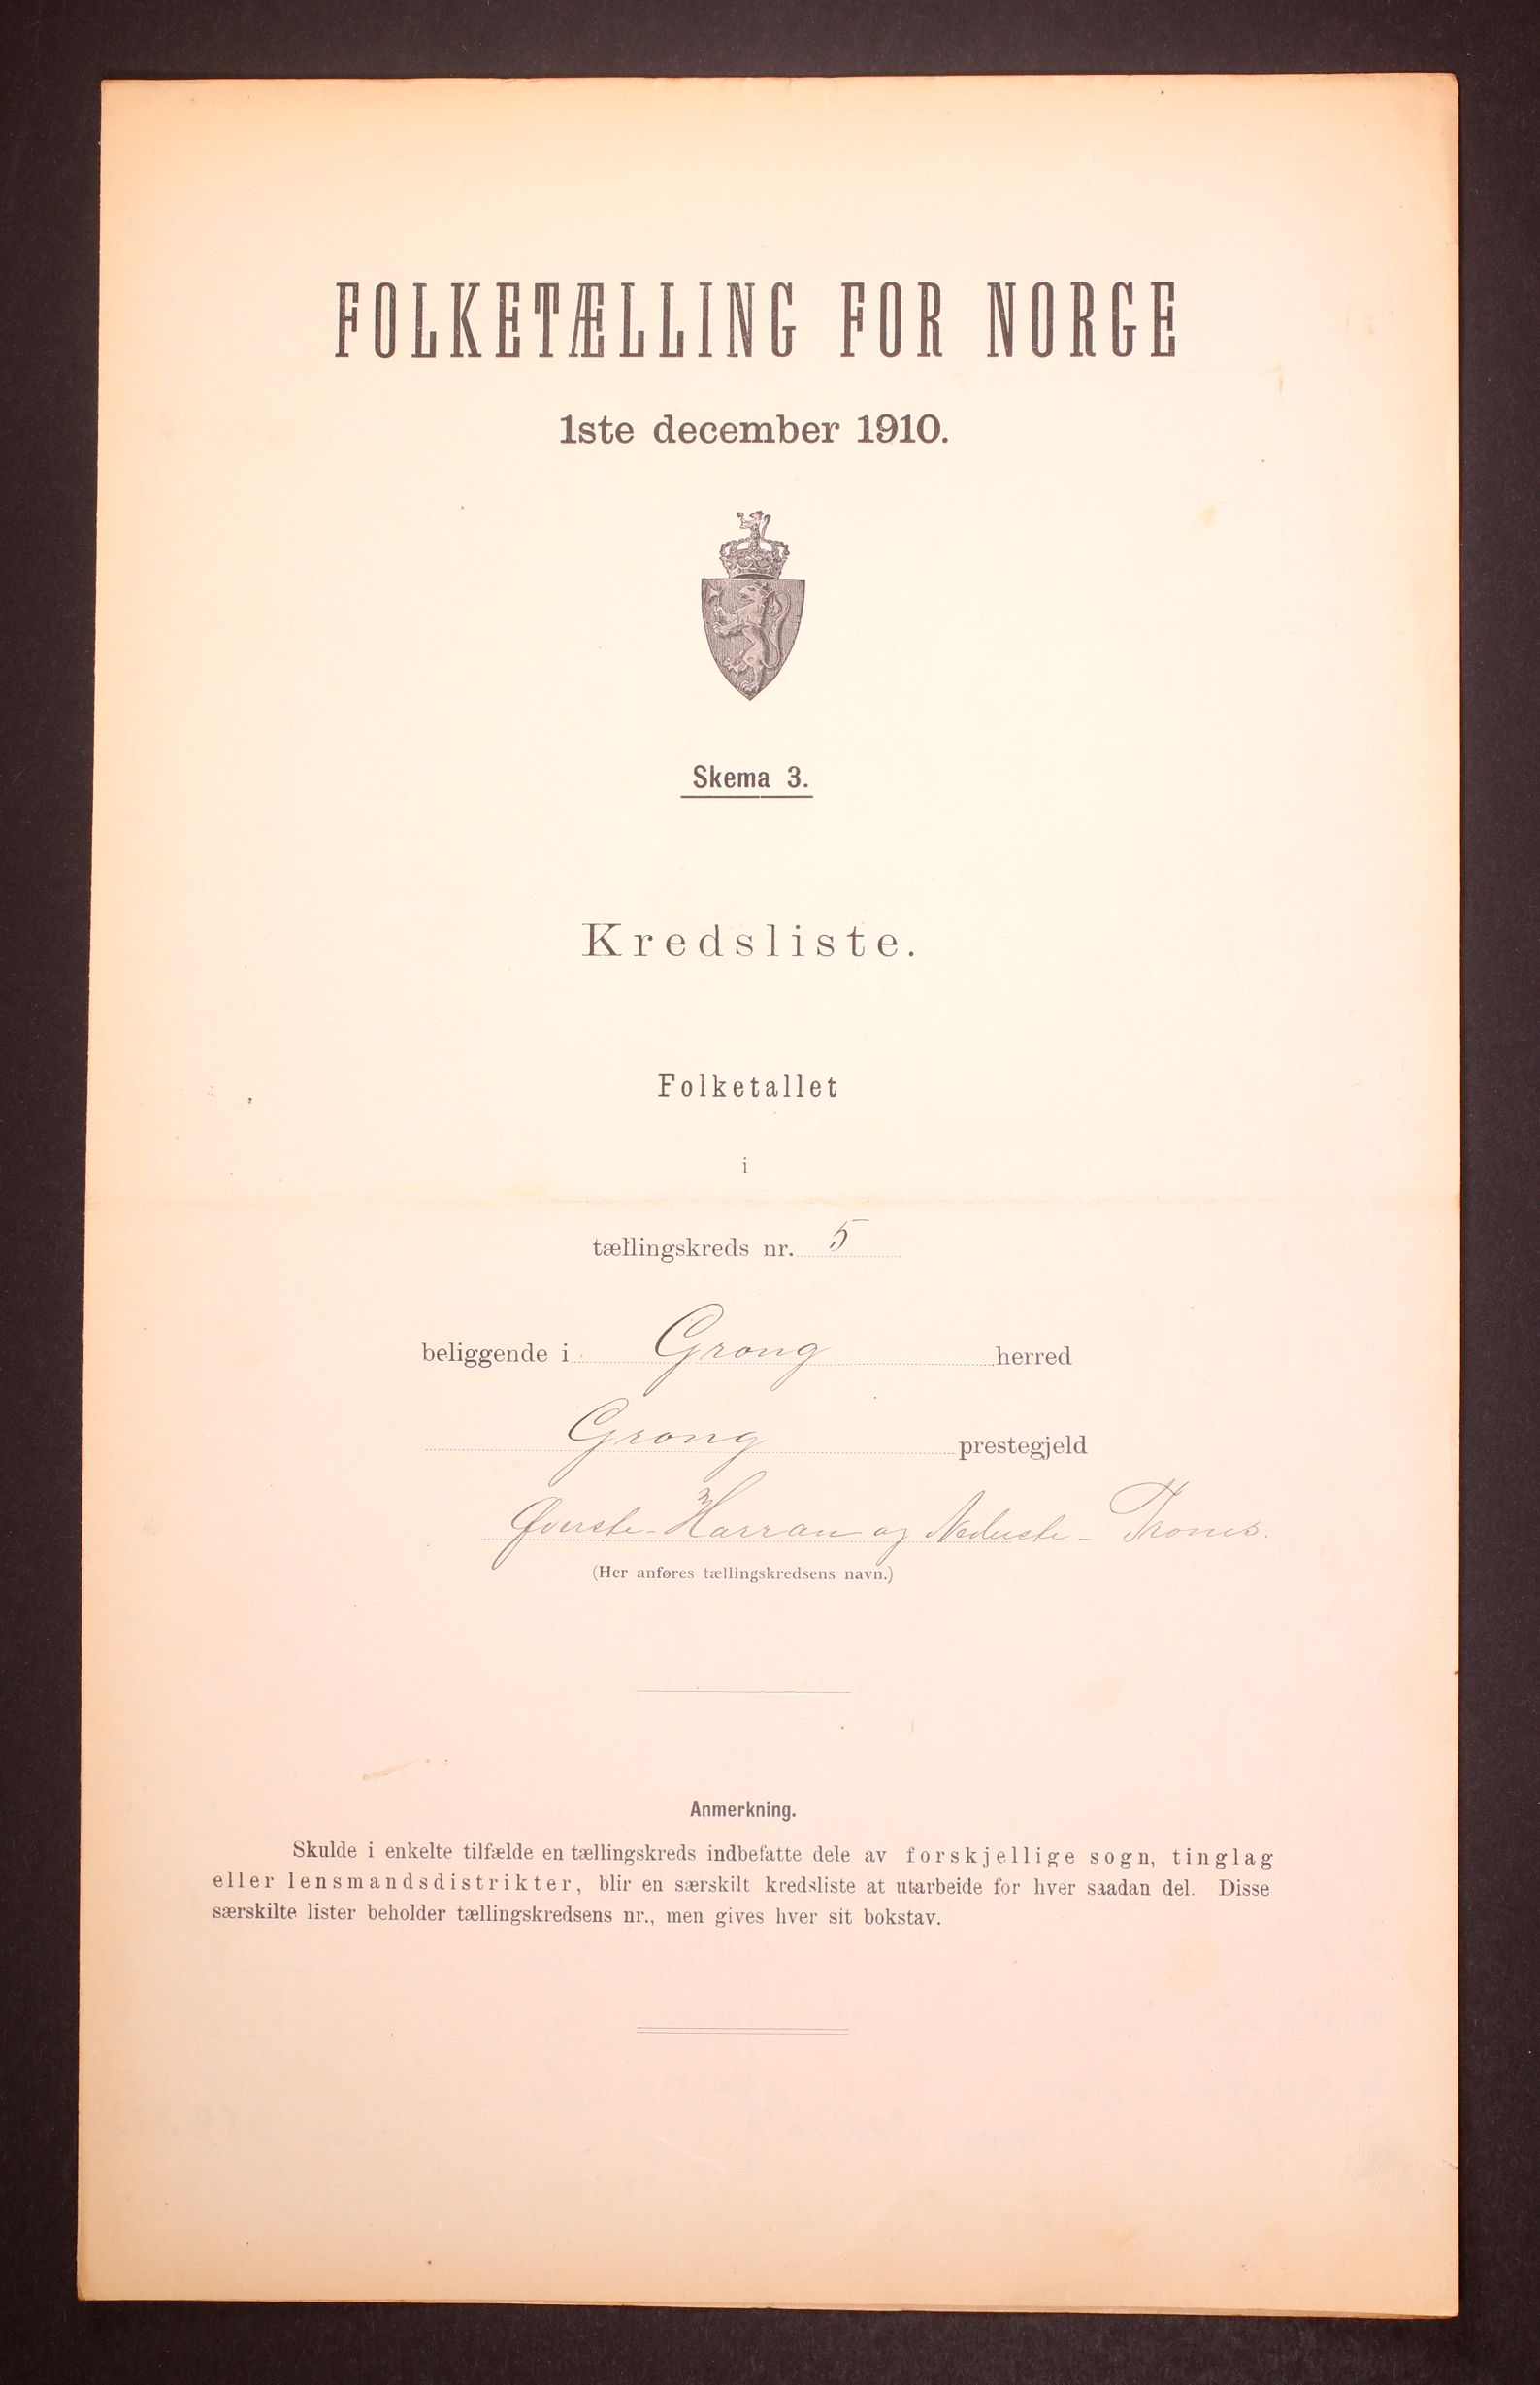 FOLKETÆLLING FOR NORGE
1ste december 1910.
Skema 3.
Kredsliste.
Folketallet
i
tællingskreds nr. 5
beliggende i Grong herred
Grong prestegjeld
Øverste-Harran og Nederste- Trones.
(Her anføres tællingskredsens navn.)
Anmerkning.
Skulde i enkelte tilfælde en tællingskreds indbefatte dele av forskjellige sogn, tinglag
eller lensmandsdistrikter, blir en særskilt kredsliste at utarbeide for hver saadan del. Disse
særskilte lister beholder tællingskredsens nr., men gives hver sit bokstav.